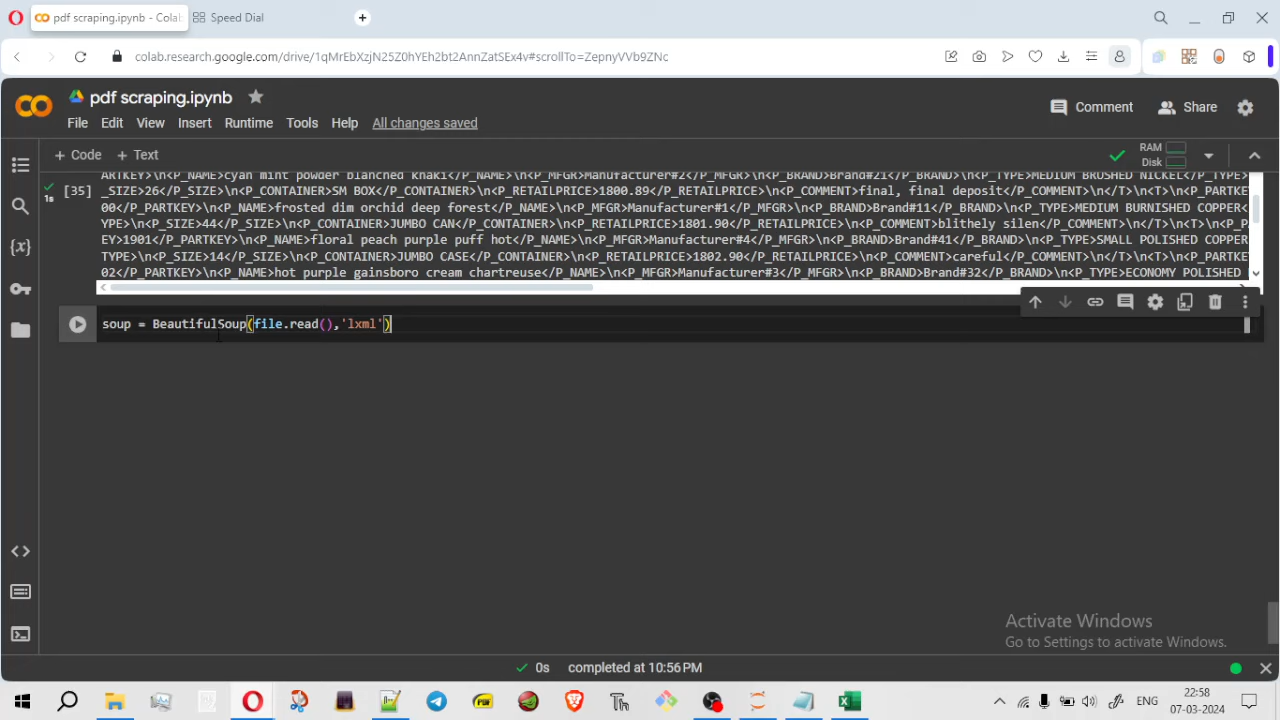 pdf scraping.ipynb - Colab
Speed Dial
colab.research.google.com/drive/1qMrEbXzjN25Z0hYEh2bt2AnnZatSEx4v#scrollTo=ZepnyVVb9ZNc
pdf scraping.ipynb
Comment
Share
File Edit View Insert Runtime Tools Help All changes saved
+ Code + Text
RAM
Disk
ARTKEY>\n<P_NAME>cyan mint powder blanched khaki</P_NAME>\n<P_MFGR>Manufacturer#2</P_MFGR>\n<P_BRAND>Brand#21</P_BRAND>\n<P_TYPE>MEDIUM BRUSHED NICKEL</P_TYPE>
[35]
1s
_SIZE>26</P_SIZE>\n<P_CONTAINER>SM BOX</P_CONTAINER>\n<P_RETAILPRICE>1800.89</P_RETAILPRICE>\n<P_COMMENT>final, final deposit</P_COMMENT>\n</T>\n<T>\n<P_PARTKE
00</P_PARTKEY>\n<P_NAME>frosted dim orchid deep forest</P_NAME>\n<P_MFGR>Manufacturer#1</P_MFGR>\n<P_BRAND>Brand#11</P_BRAND>\n<P_TYPE>MEDIUM BURNISHED COPPER<
YPE>\n<P_SIZE>44</P_SIZE>\n<P_CONTAINER>JUMBO CAN</P_CONTAINER>\n<P_RETAILPRICE>1801.90</P_RETAILPRICE>\n<P_COMMENT>blithely silen</P_COMMENT>\n</T>\n<T>\n<P_P
EY>1901</P_PARTKEY>\n<P_NAME>floral peach purple puff hot</P_NAME>\n<P_MFGR>Manufacturer#4</P_MFGR>\n<P_BRAND>Brand#41</P_BRAND>\n<P_TYPE>SMALL POLISHED COPPER
TYPE>\n<P_SIZE>14</P_SIZE>\n<P_CONTAINER>JUMBO CASE</P_CONTAINER>\n<P_RETAILPRICE>1802.90</P_RETAILPRICE>\n<P_COMMENT>careful</P_COMMENT>\n</T>\n<T>\n<P_PARTKE
02</P_PARTKEY>\n<P_NAME>hot purple gainsboro cream chartreuse</P_NAME>\n<P_MFGR>Manufacturer#3</P_MFGR>\n<P_BRAND>Brand#32</P_BRAND>\n<P_TYPE>ECONOMY POLISHED
soup = BeautifulSoup(file.read(),'lxml')
Activate Windows
Go to Settings to activate Windows.
0s completed at 10:56 PM
ENG
22:58
07-03-2024